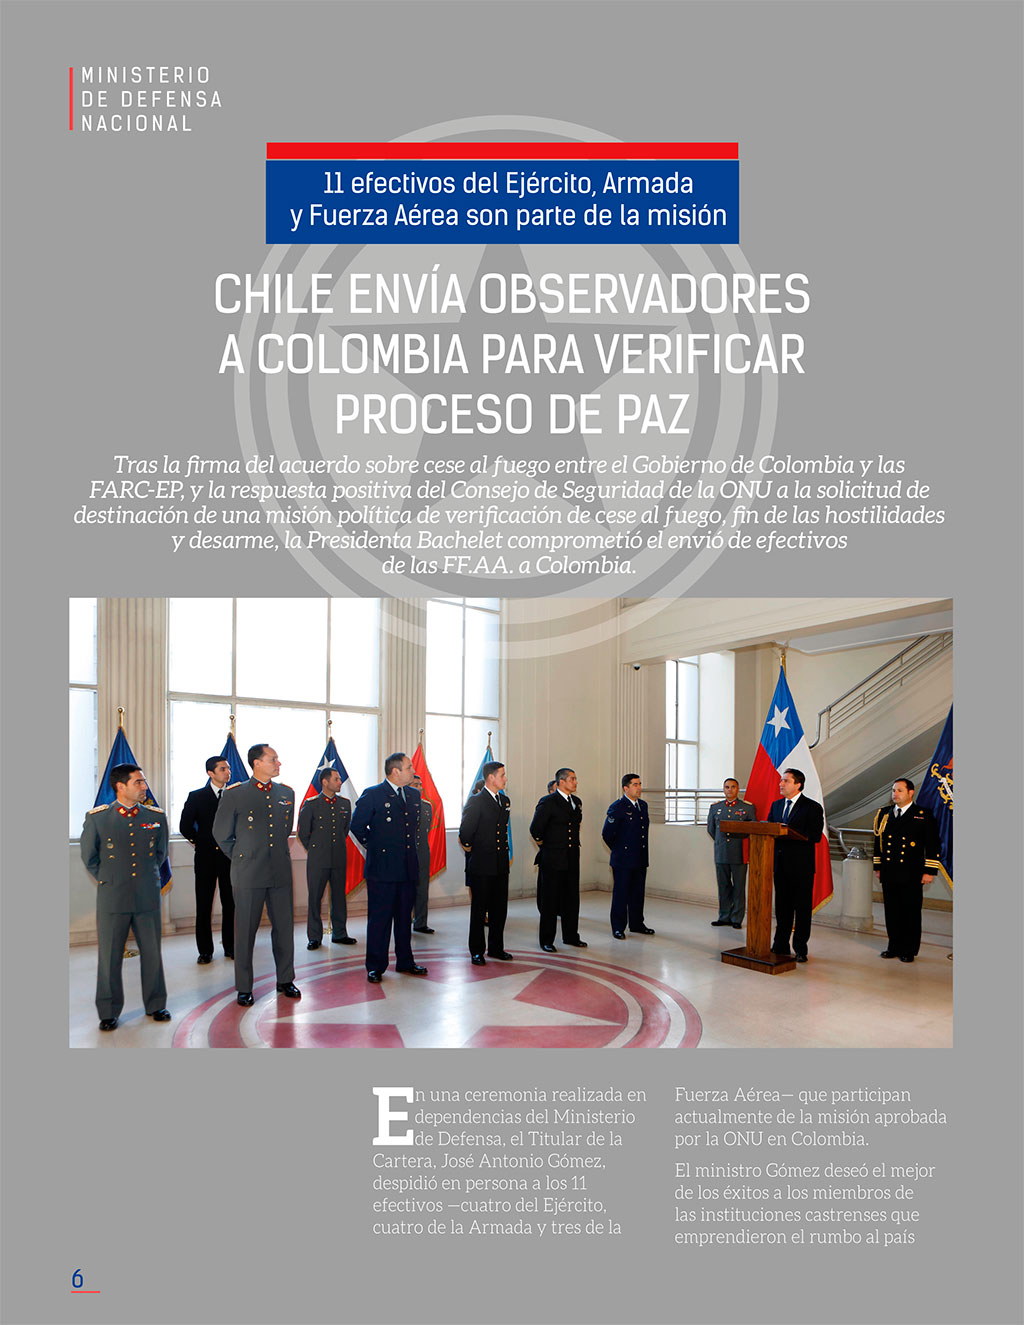 MINISTERIO
DE DEFENSA
NACIONAL
11 efectivos del Ejército, Armada
y Fuerza Aérea son parte de la misión
CHILE ENVÍA OBSERVADORES
A COLOMBIA PARA VERIFICAR
PROCESO DE PAZ
Tras la firma del acuerdo sobre cese al fuego entre el Gobierno de Colombia y las
FARC-EP, y la respuesta positiva del Consejo de Seguridad de la ONU a la solicitud de
destinación de una misión política de verificación de cese al fuego, fin de las hostilidades
y desarme, la Presidenta Bachelet comprometió el envió de efectivos
de las FF.AA. a Colombia.
En una ceremonia realizada en
dependencias del Ministerio
de Defensa, el Titular de la
Cartera, José Antonio Gómez,
despidió en persona a los 11
efectivos —cuatro del Ejército,
cuatro de la Armada y tres de la
Fuerza Aérea— que participan
actualmente de la misión aprobada
por la ONU en Colombia.
El ministro Gómez deseó el mejor
de los éxitos a los miembros de
las instituciones castrenses que
emprendieron el rumbo al país
6